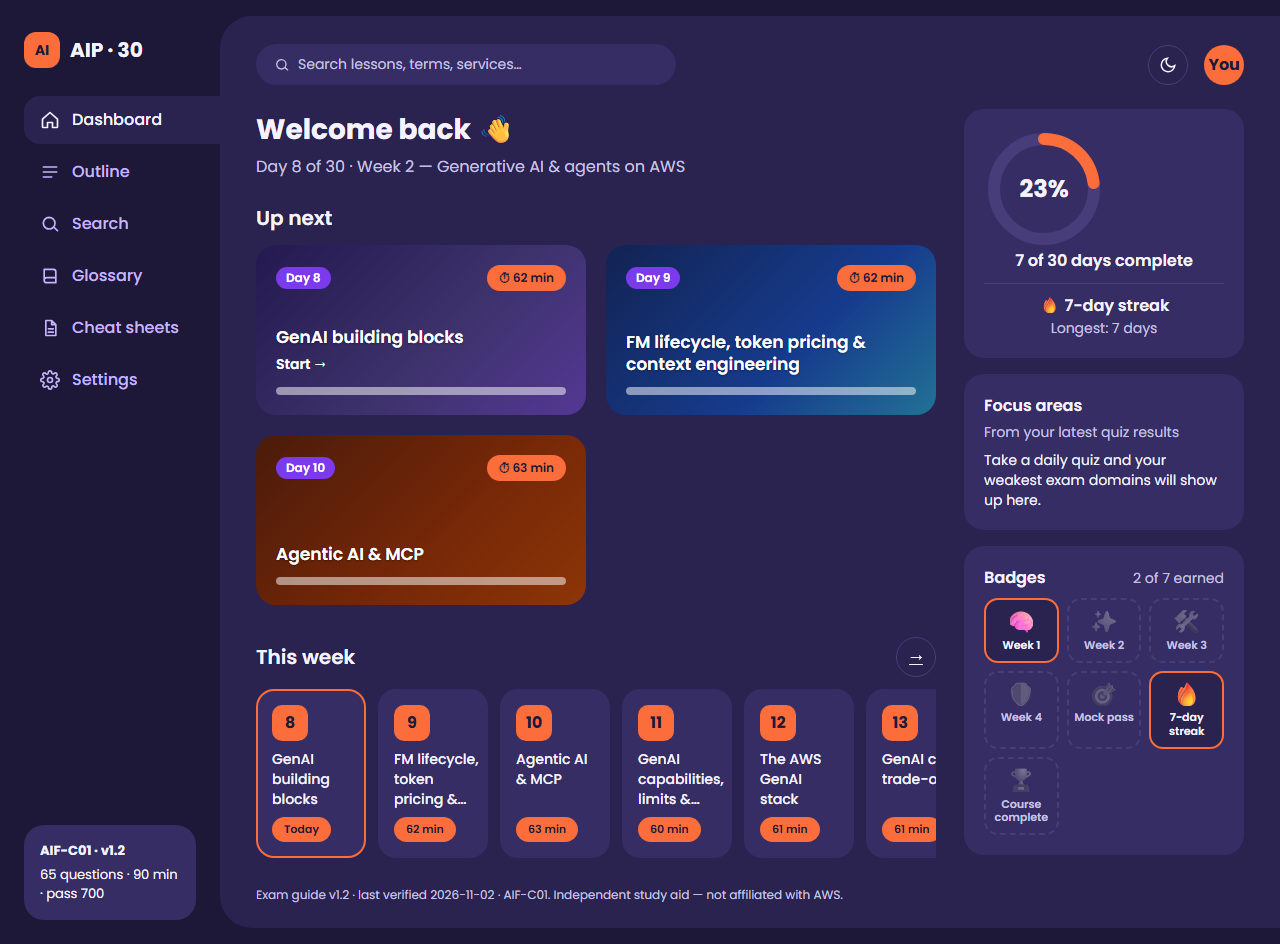 AI
AIP · 30
Dashboard
Outline
Search
Glossary
Cheat sheets
Settings
AIF-C01 · v1.2
65 questions · 90 min
· pass 700
Search lessons, terms, services…
You
Welcome back 👋
Day 8 of 30 · Week 2 — Generative AI & agents on AWS
Up next
Day 8
⏱ 62 min
GenAI building blocks
Start →
Day 9
⏱ 62 min
FM lifecycle, token pricing &
context engineering
Day 10
⏱ 63 min
Agentic AI & MCP
This week
→
8
GenAI
building
blocks
Today
9
FM lifecycle,
token
pricing &…
62 min
10
Agentic AI
& MCP
63 min
11
GenAI
capabilities,
limits &…
60 min
12
The AWS
GenAI
stack
61 min
13
GenAI c
trade-o
61 min
Exam guide v1.2 · last verified 2026-11-02 · AIF-C01. Independent study aid — not affiliated with AWS.
23%
7 of 30 days complete
🔥 7-day streak
Longest: 7 days
Focus areas
From your latest quiz results
Take a daily quiz and your
weakest exam domains will show
up here.
Badges
2 of 7 earned
Week 1
Week 2
Week 3
Week 4
Mock pass
7-day
streak
Course
complete